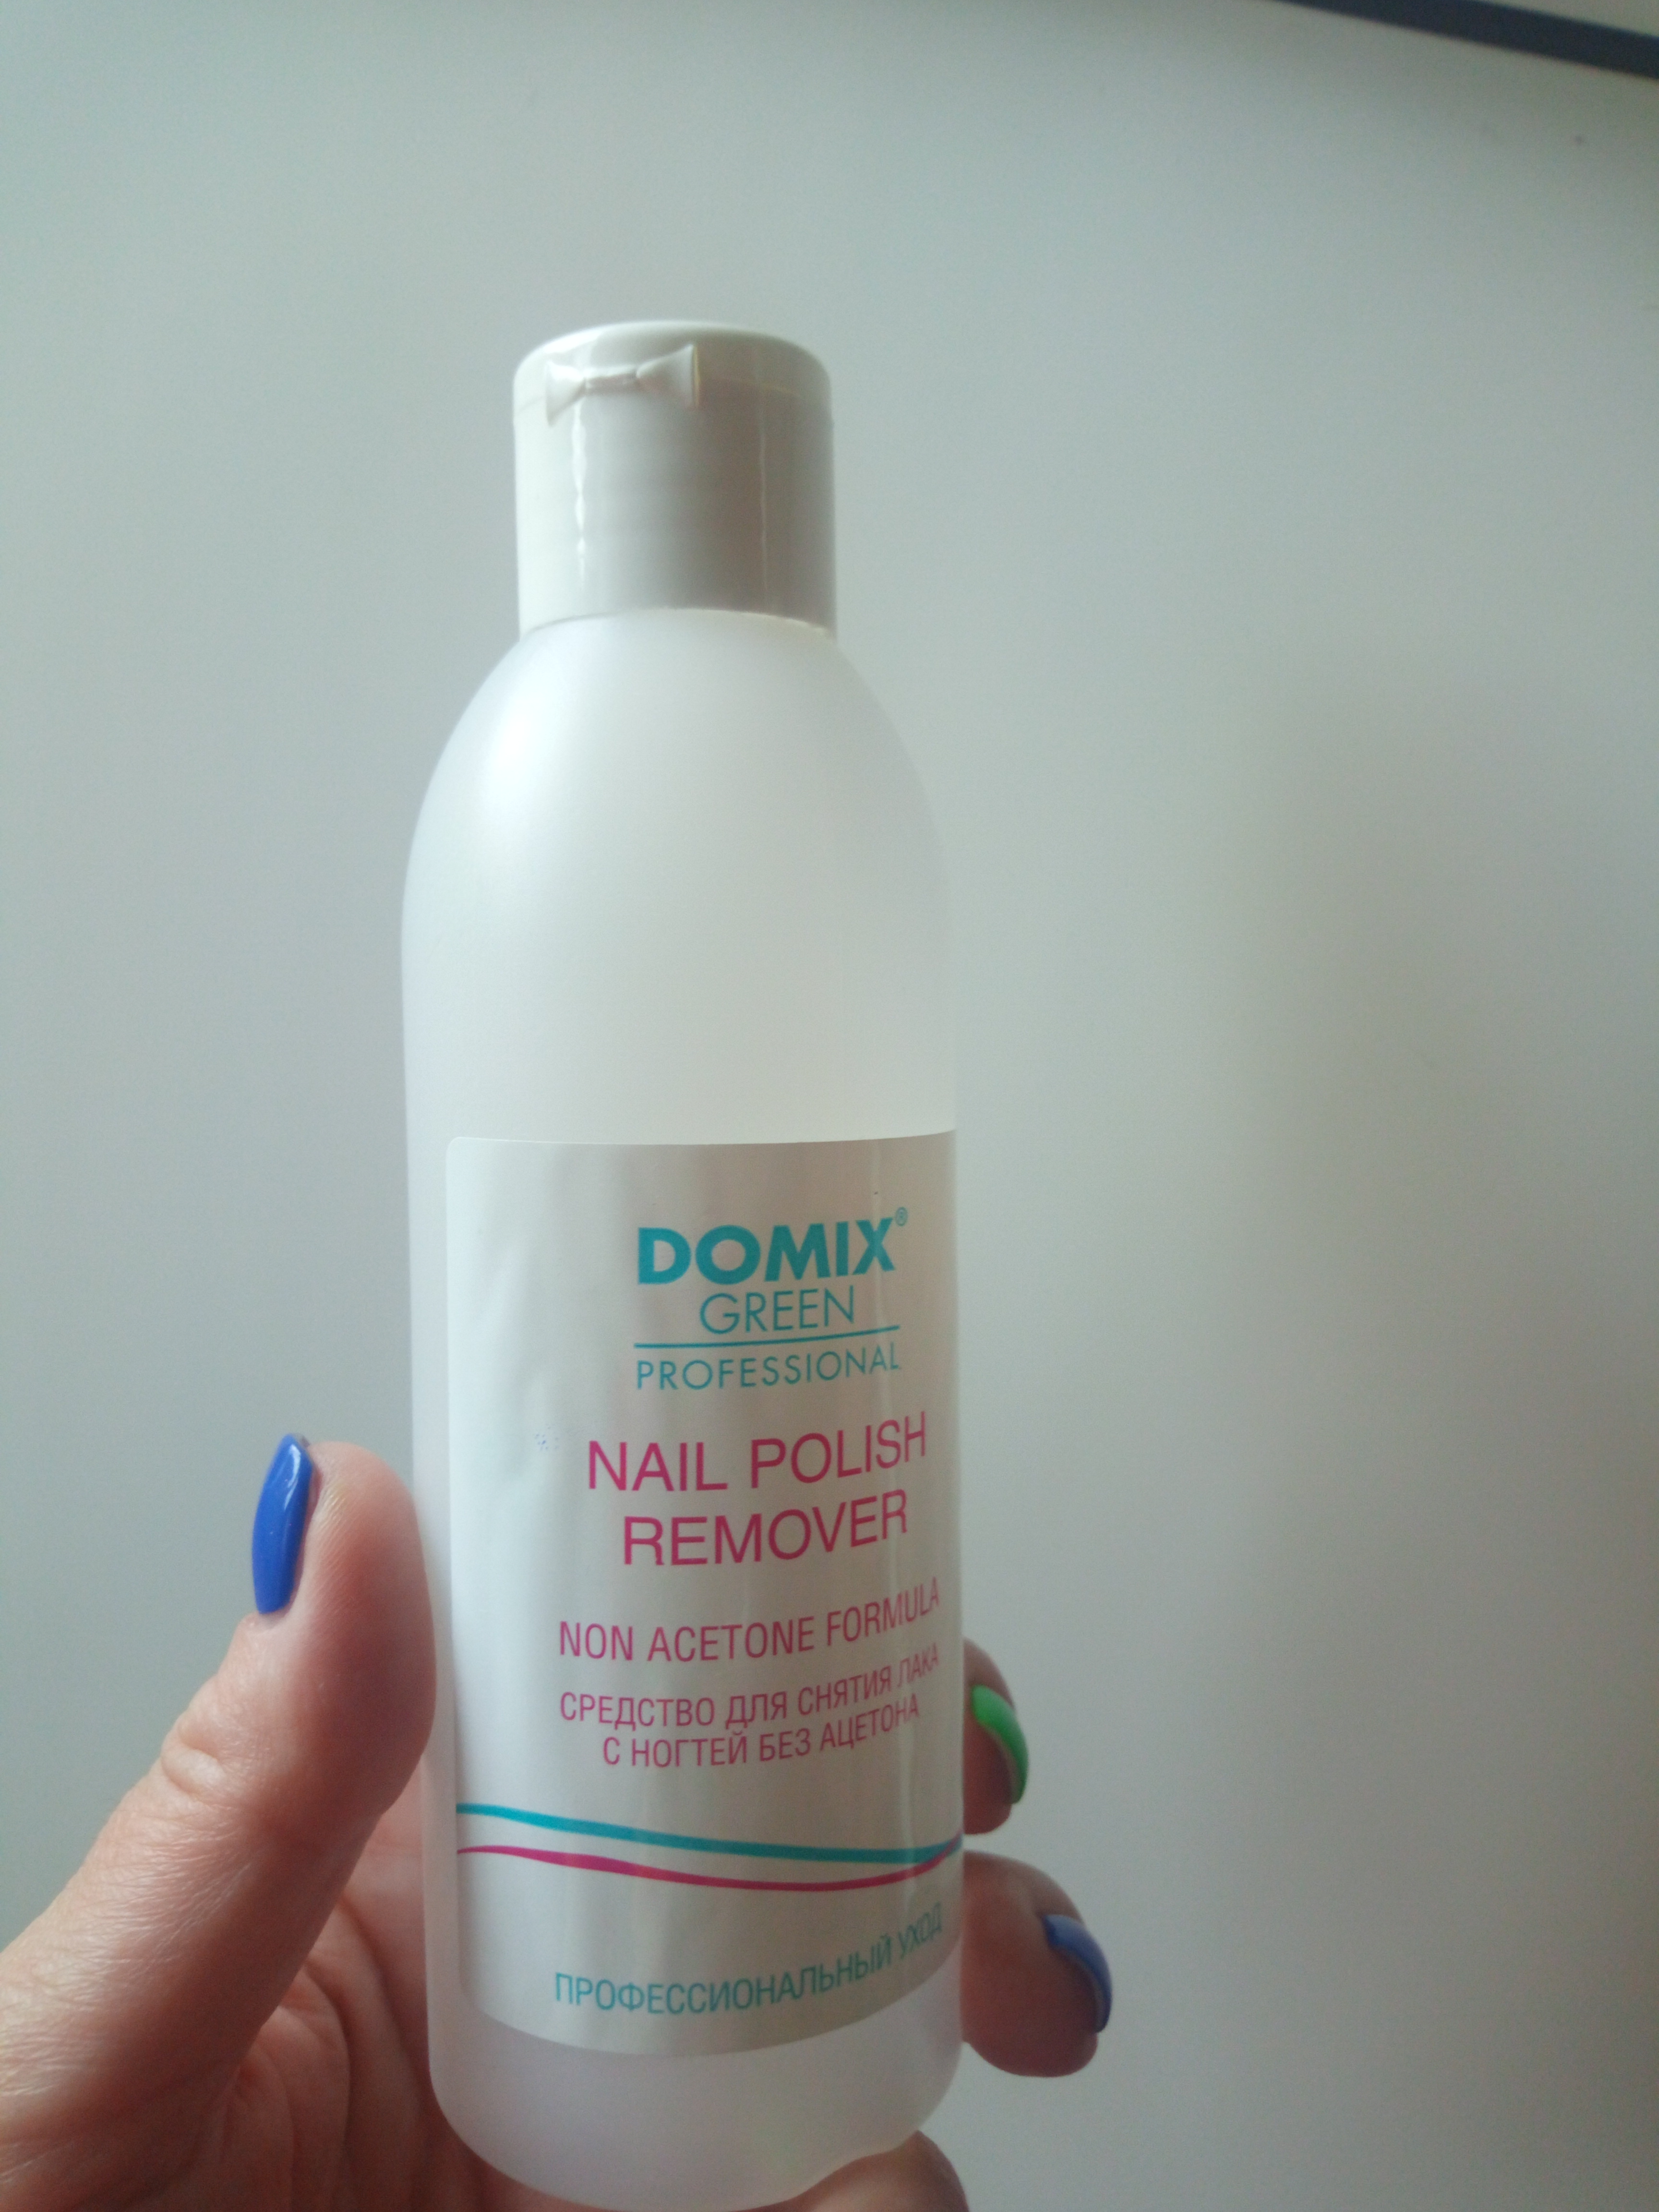 DOMIX®
GREEN
PROFESSIONAL
NAIL POLISH
REMOVER
NON ACETONE FORMULA
СРЕДСТВО ДЛЯ СНЯТИЯ ЛАКА
С НОГТЕЙ БЕЗ АЦЕТОНА
ПРОФЕССИОНАЛЬНЫЙ УХОД